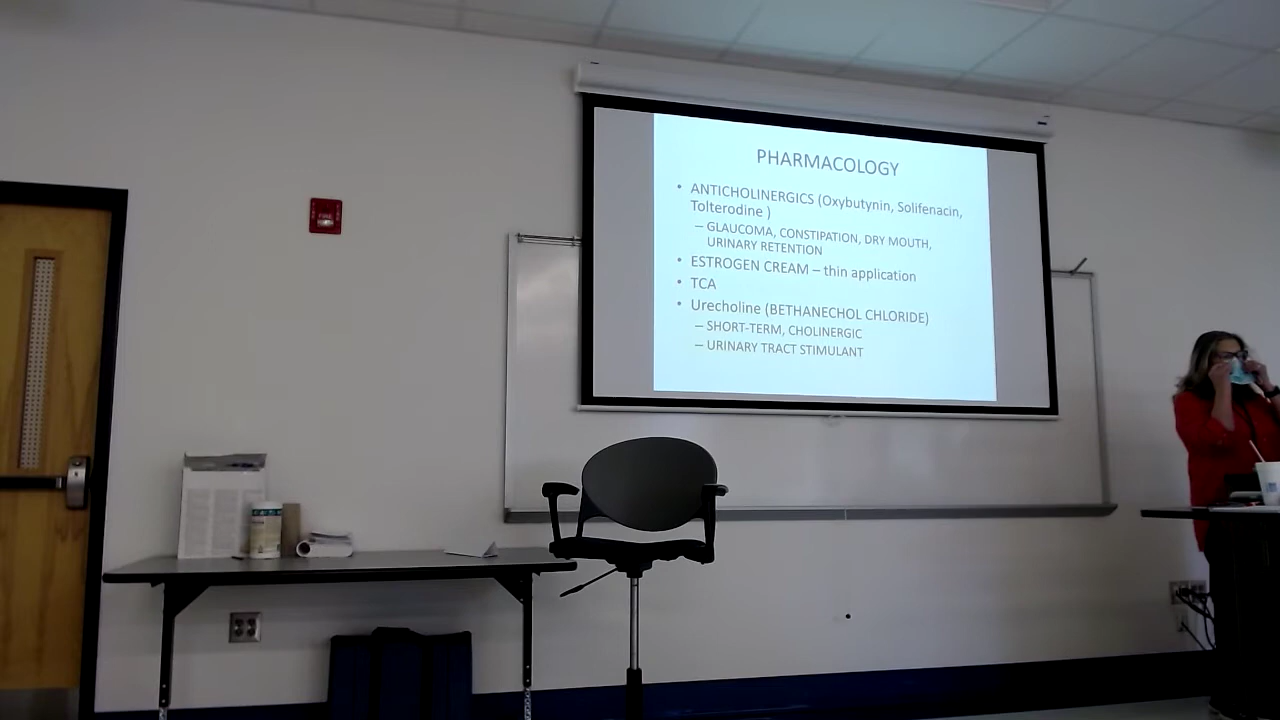 PHARMACOLOGY
• ANTICHOLINERGICS (Oxybutynin, Solifenacin,
Tolterodine )
– GLAUCOMA, CONSTIPATION, DRY MOUTH,
URINARY RETENTION
• ESTROGEN CREAM – thin application
• TCA
• Urecholine (BETHANECHOL CHLORIDE)
– SHORT-TERM, CHOLINERGIC
– URINARY TRACT STIMULANT
FIRE